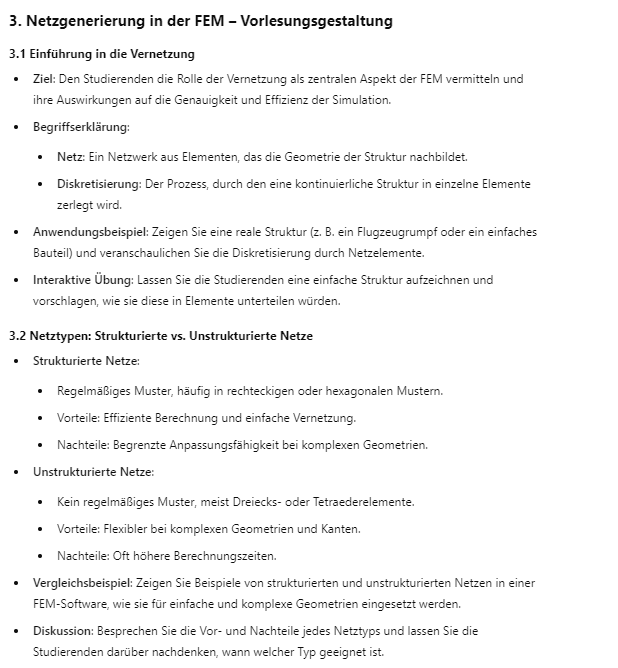 3. Netzgenerierung in der FEM – Vorlesungsgestaltung
3.1 Einführung in die Vernetzung
• Ziel: Den Studierenden die Rolle der Vernetzung als zentralen Aspekt der FEM vermitteln und
ihre Auswirkungen auf die Genauigkeit und Effizienz der Simulation.
• Begriffserklärung:
• Netz: Ein Netzwerk aus Elementen, das die Geometrie der Struktur nachbildet.
• Diskretisierung: Der Prozess, durch den eine kontinuierliche Struktur in einzelne Elemente
zerlegt wird.
• Anwendungsbeispiel: Zeigen Sie eine reale Struktur (z. B. ein Flugzeugrumpf oder ein einfaches
Bauteil) und veranschaulichen Sie die Diskretisierung durch Netzelemente.
• Interaktive Übung: Lassen Sie die Studierenden eine einfache Struktur aufzeichnen und
vorschlagen, wie sie diese in Elemente unterteilen würden.
3.2 Netztypen: Strukturierte vs. Unstrukturierte Netze
• Strukturierte Netze:
• Regelmäßiges Muster, häufig in rechteckigen oder hexagonalen Mustern.
• Vorteile: Effiziente Berechnung und einfache Vernetzung.
• Nachteile: Begrenzte Anpassungsfähigkeit bei komplexen Geometrien.
• Unstrukturierte Netze:
• Kein regelmäßiges Muster, meist Dreiecks- oder Tetraederelemente.
• Vorteile: Flexibler bei komplexen Geometrien und Kanten.
• Nachteile: Oft höhere Berechnungszeiten.
• Vergleichsbeispiel: Zeigen Sie Beispiele von strukturierten und unstrukturierten Netzen in einer
FEM-Software, wie sie für einfache und komplexe Geometrien eingesetzt werden.
• Diskussion: Besprechen Sie die Vor- und Nachteile jedes Netztyps und lassen Sie die
Studierenden darüber nachdenken, wann welcher Typ geeignet ist.